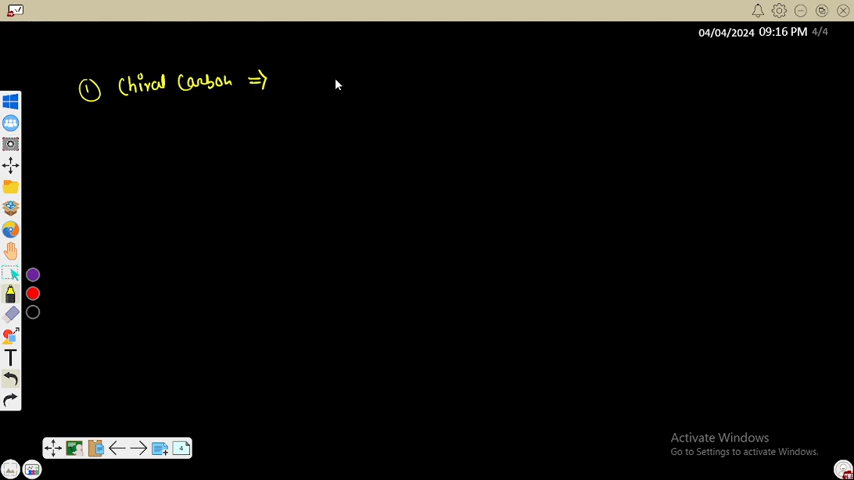 04/04/2024 09:16 PM 4/4
① Chiral Carbon ⇒
T
4
Activate Windows
Go to Settings to activate Windows.